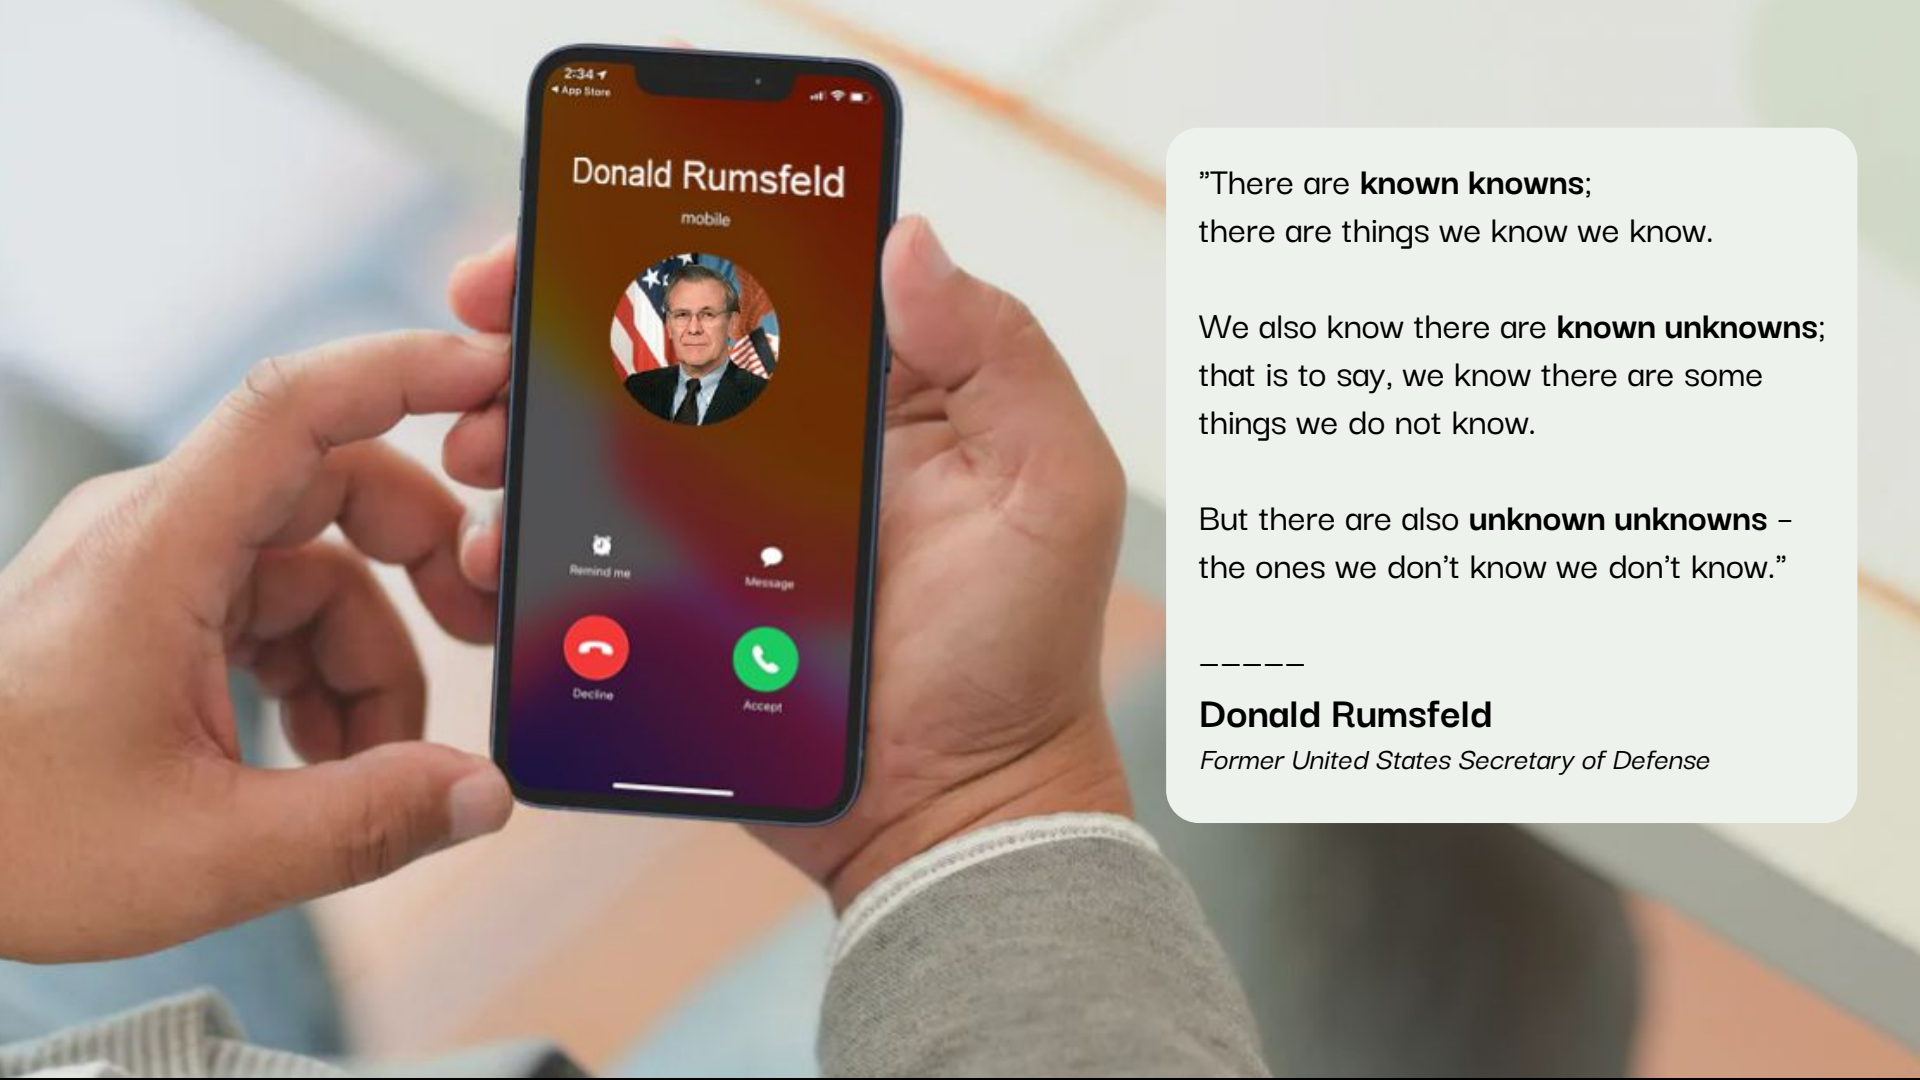 2:34
App Store
Donald Rumsfeld
mobile
Remind me
Message
Decline
Accept
”There are known knowns;
there are things we know we know.
We also know there are known unknowns;
that is to say, we know there are some
things we do not know.
But there are also unknown unknowns –
the ones we don’t know we don’t know.”
_____
Donald Rumsfeld
Former United States Secretary of Defense